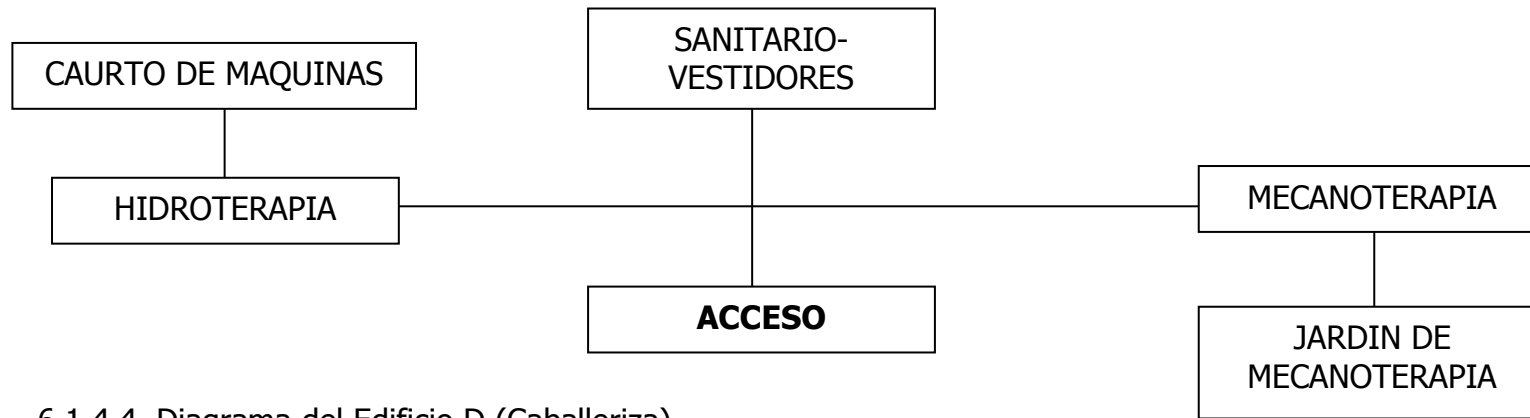 SANITARIO-
VESTIDORES
CAURTO DE MAQUINAS
HIDROTERAPIA
MECANOTERAPIA
ACCESO
JARDIN DE
MECANOTERAPIA
6.1.4.4. Diagrama del Edificio D (Caballeriza)